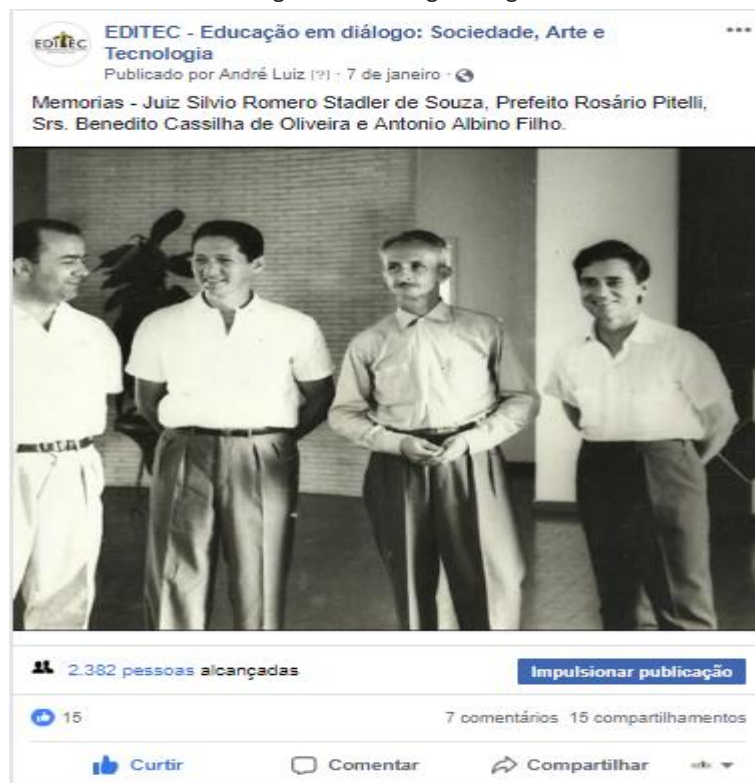 EDITEC
EDITEC - Educação em diálogo: Sociedade, Arte e
Tecnologia
Publicado por André Luiz [?] · 7 de janeiro ·
Memorias - Juiz Silvio Romero Stadler de Souza, Prefeito Rosário Pitelli,
Srs. Benedito Cassilha de Oliveira e Antonio Albino Filho.
2.382 pessoas alcançadas
Impulsionar publicação
15
7 comentários 15 compartilhamentos
Curtir
Comentar
Compartilhar